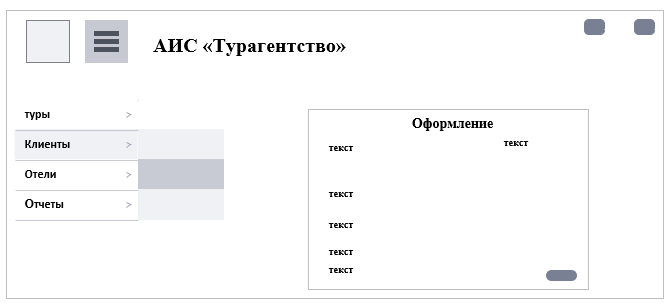 АИС «Турагентство»
туры >
Клиенты >
Отели >
Отчеты >
Оформление
текст
текст
текст
текст
текст
текст